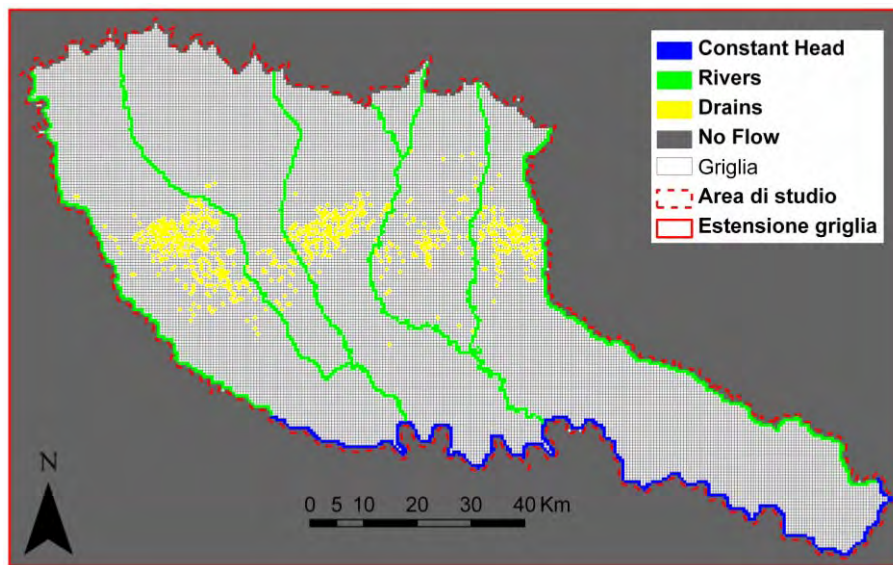 Constant Head
Rivers
Drains
No Flow
Griglia
Area di studio
Estensione griglia
N
0 5 10 20 30 40 Km